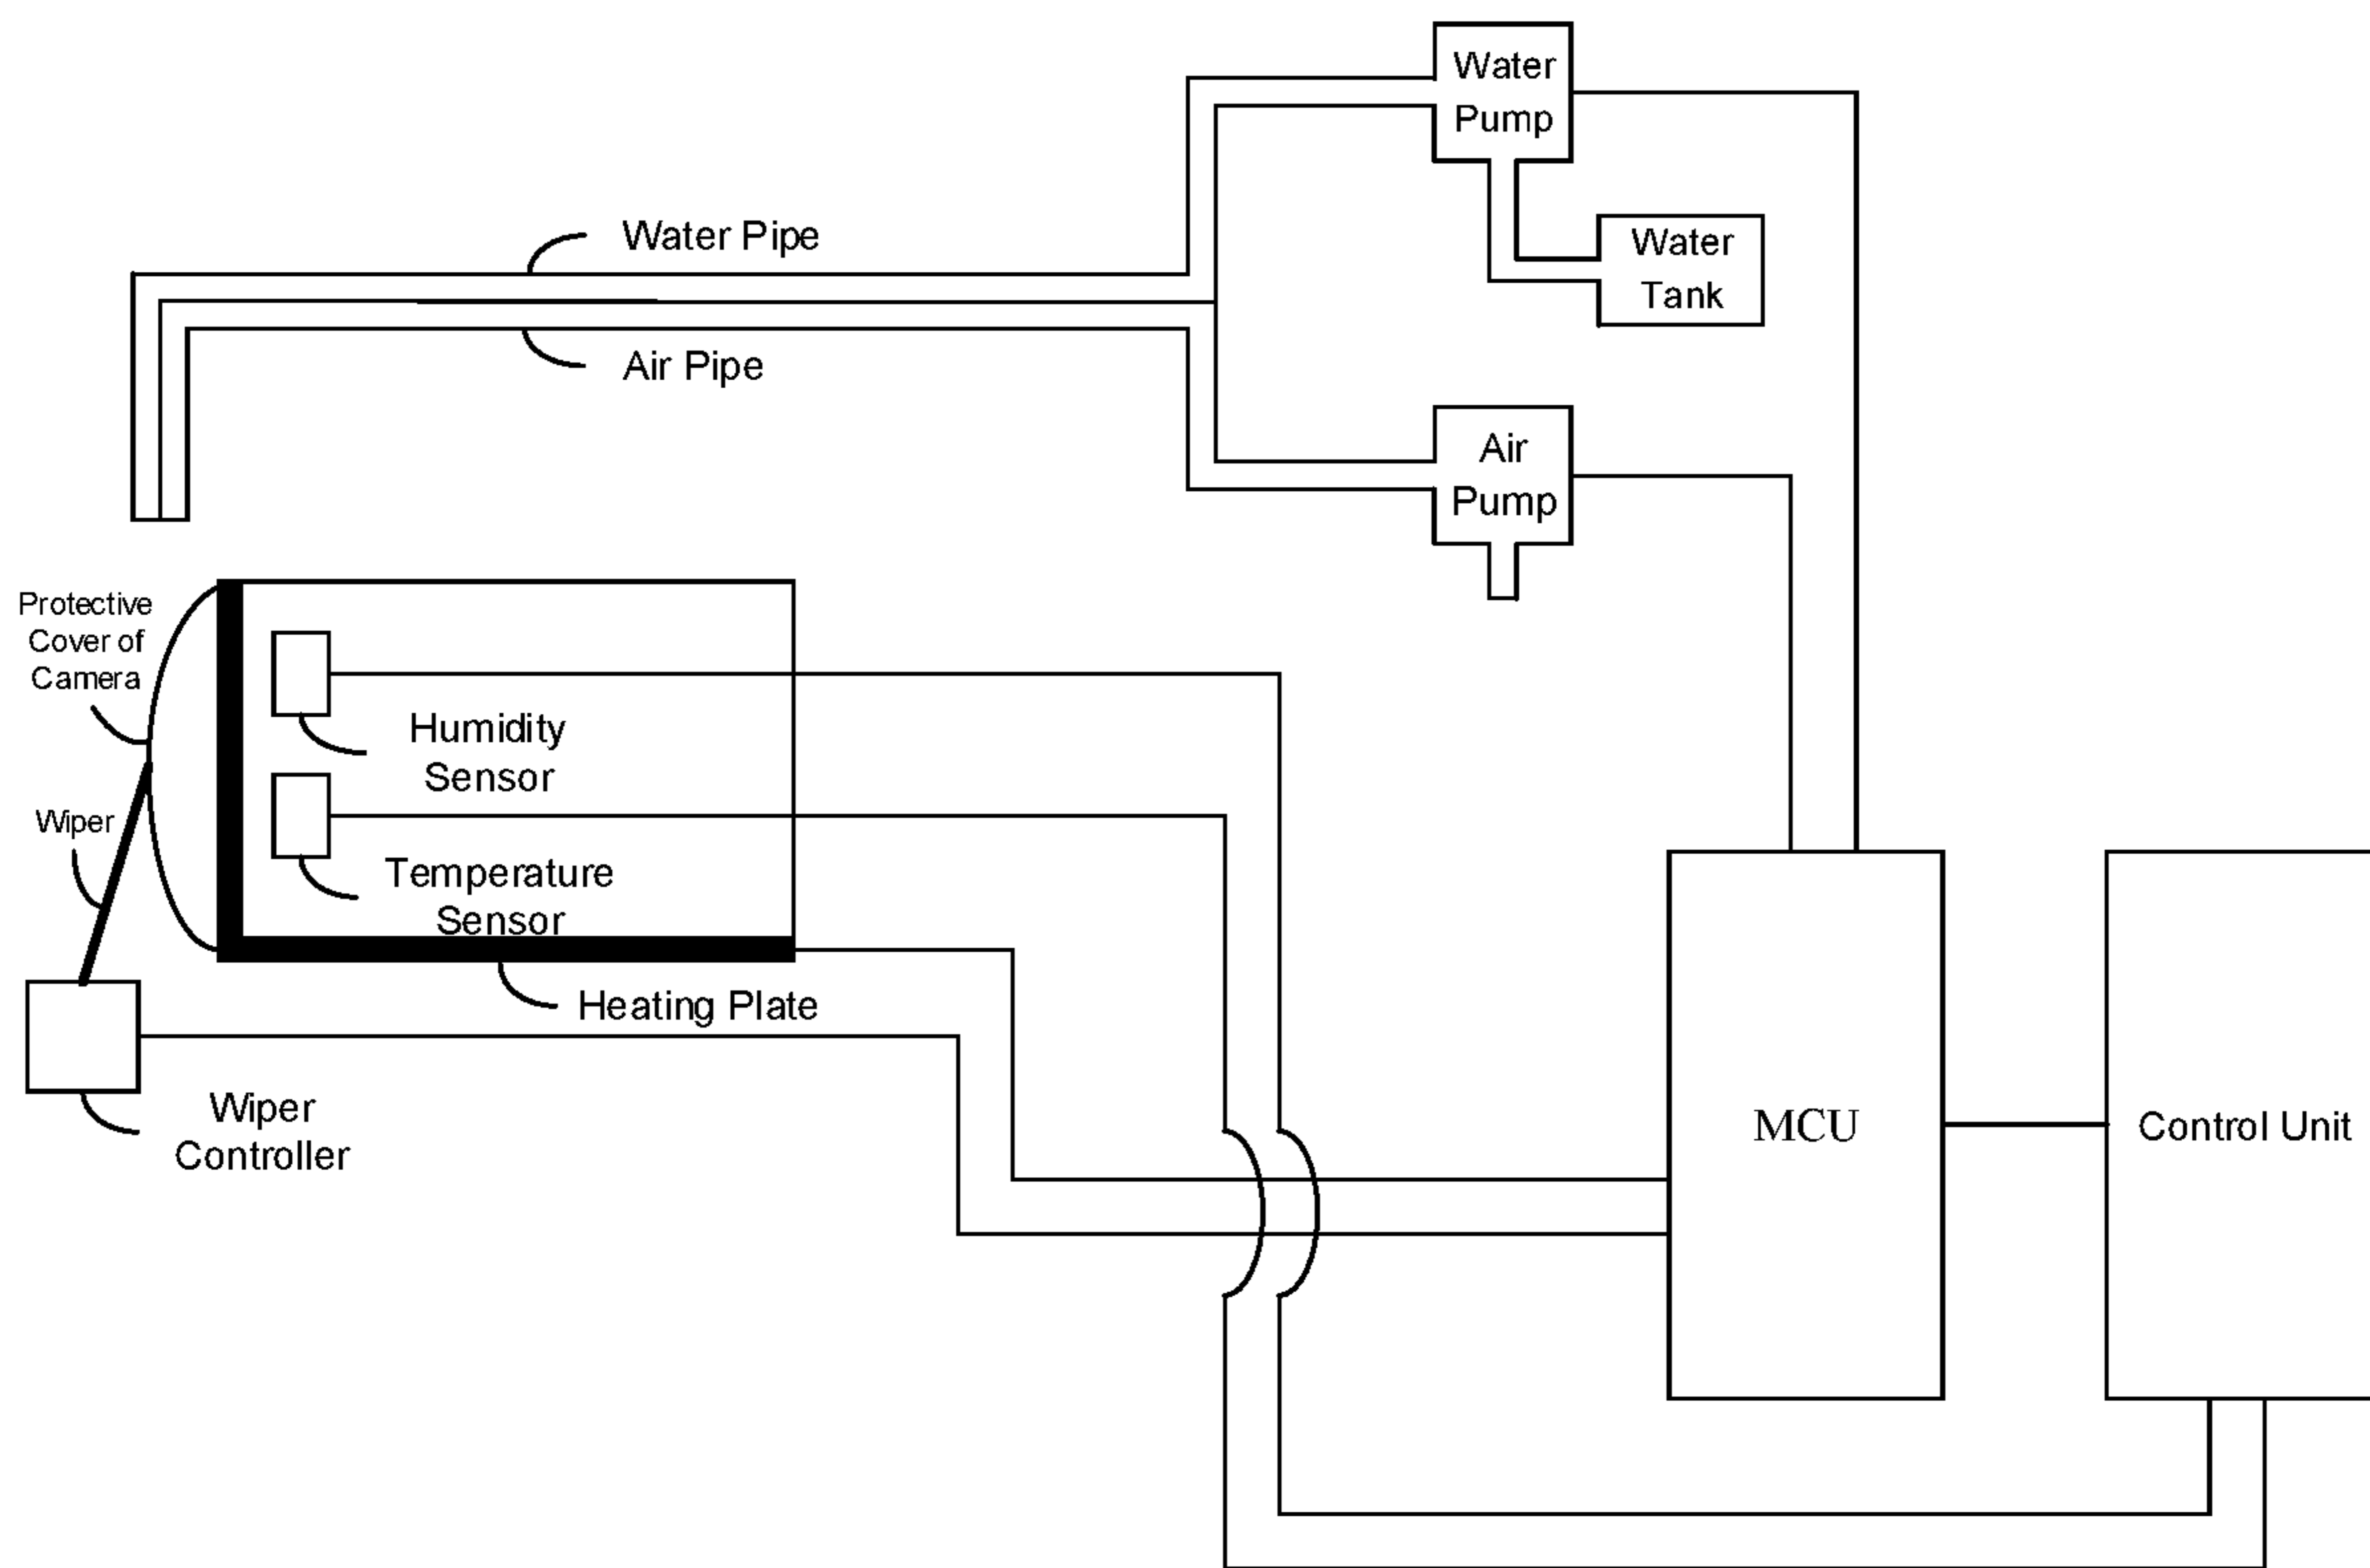 Water
Pump
Water Pipe
Water
Tank
Air Pipe
Air
Pump
Protective
Cover of
Camera
Humidity
Sensor
Wiper
Temperature
Sensor
Heating Plate
Wiper
Controller
MCU
Control Unit